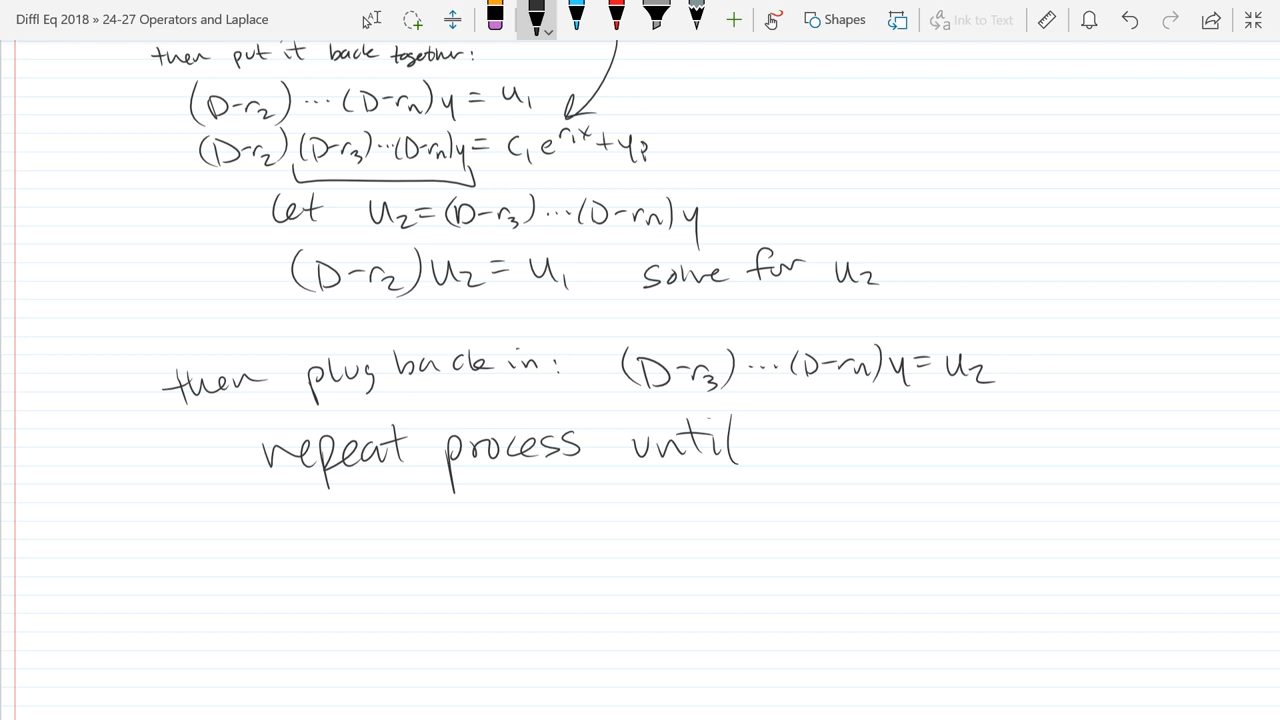 Diffl Eq 2018 » 24-27 Operators and Laplace
Shapes
Ink to Text
then put it back together:
(D-r₂)···(D-rₙ)y = u₁
(D-r₂)(D-r₃)···(D-rₙ)y = C₁e^{r₁x} + yₚ
Let u₂=(D-r₃)···(D-rₙ)y
(D-r₂)u₂ = u₁ solve for u₂
then plug back in: (D-r₃)···(D-rₙ)y = u₂
repeat process until